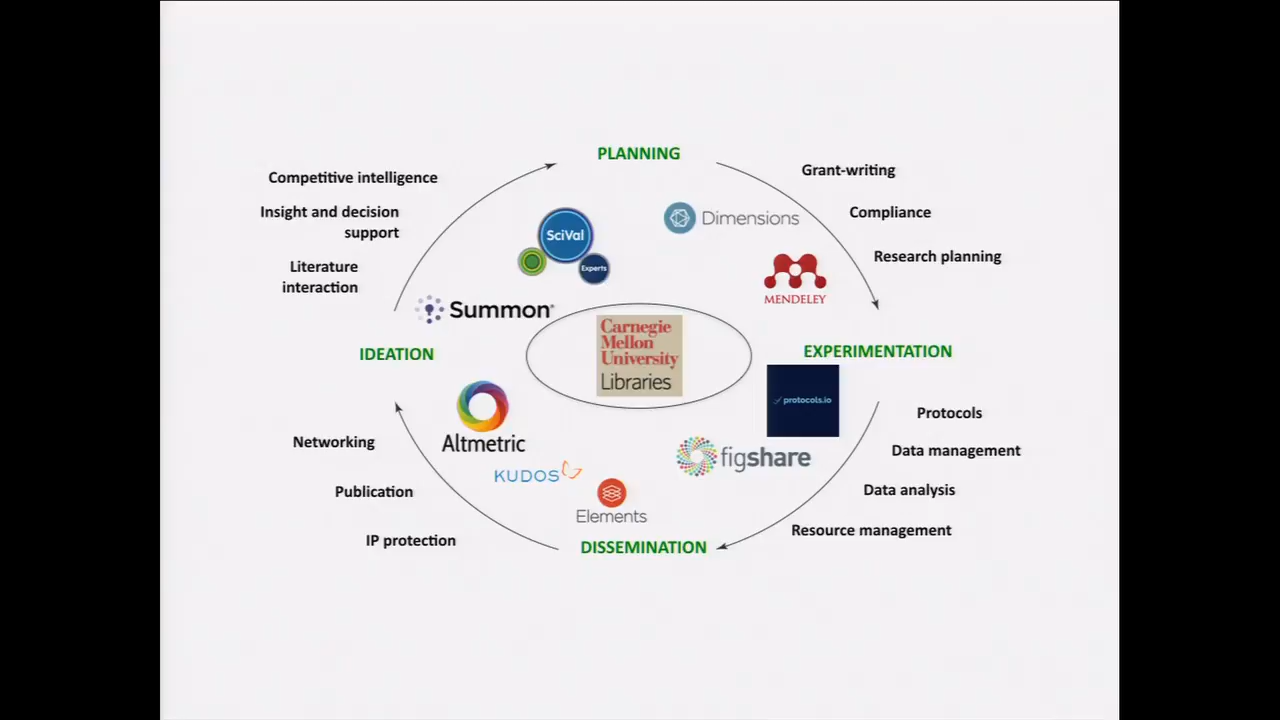 PLANNING
Competitive intelligence
Insight and decision
support
Literature
interaction
Grant-writing
Compliance
Research planning
SciVal
Experts
Dimensions
MENDELEY
Summon®
Carnegie
Mellon
University
Libraries
IDEATION
EXPERIMENTATION
protocols.io
Altmetric
KUDOS
figshare
Elements
Networking
Publication
IP protection
Protocols
Data management
Data analysis
Resource management
DISSEMINATION